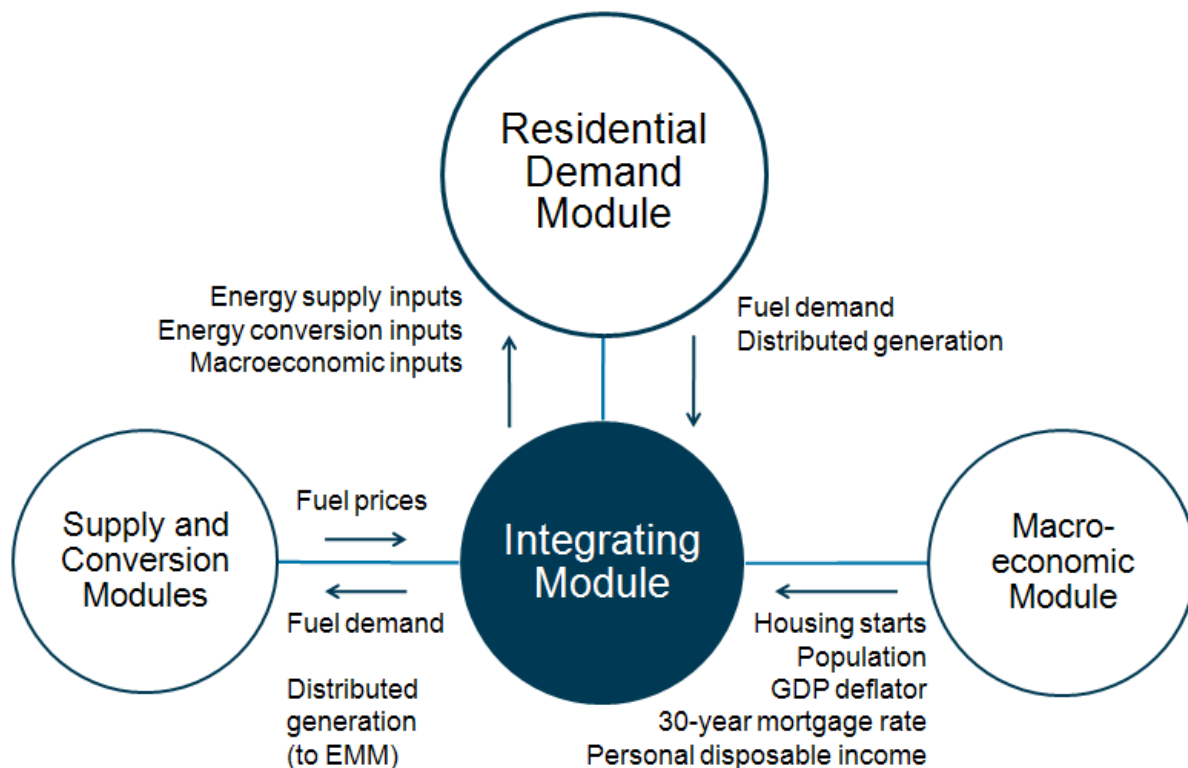 Residential
Demand
Module
Energy supply inputs
Energy conversion inputs
Macroeconomic inputs
Fuel demand
Distributed generation
Supply and
Conversion
Modules
Fuel prices
Fuel demand
Distributed
generation
(to EMM)
Integrating
Module
Macro-
economic
Module
Housing starts
Population
GDP deflator
30-year mortgage rate
Personal disposable income